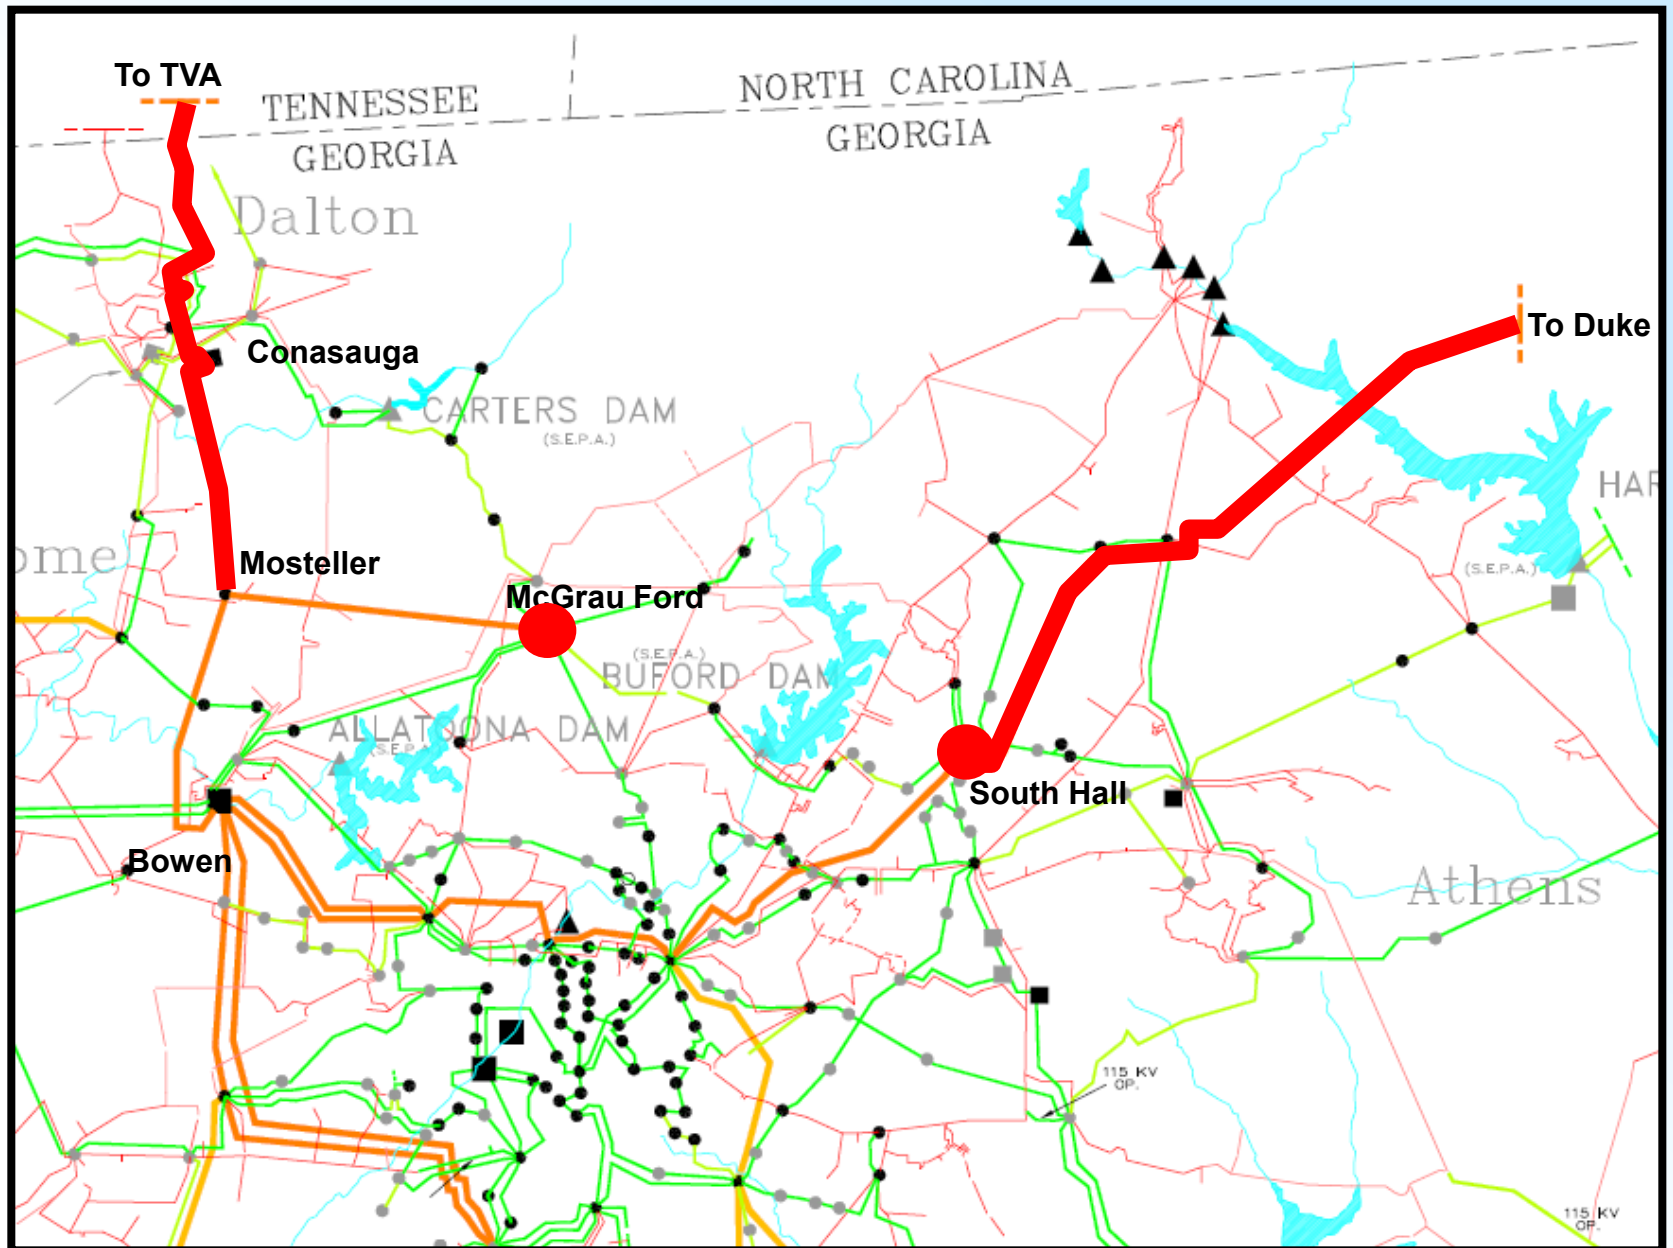 To TVA
TENNESSEE
NORTH CAROLINA
GEORGIA
GEORGIA
Dalton
To Duke
Conasauga
CARTERS DAM
(S.E.P.A.)
HAR
ome
Mosteller
(S.E.P.A.)
McGrau Ford
(S.E.P.A.)
BUFORD DAM
ALLATOONA DAM
(S.E.P.
South Hall
Bowen
Athens
115 KV
OP.
115 KV
OP.